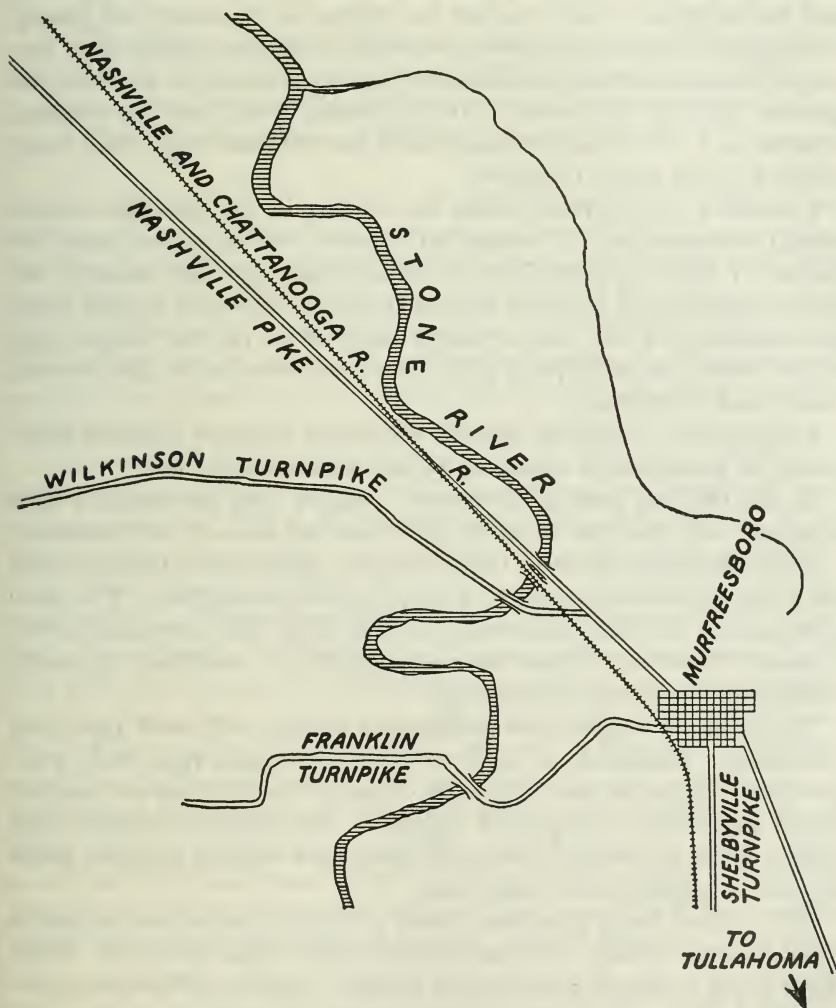 NASHVILLE AND CHATTANOOGA R. R.
NASHVILLE PIKE
STONE RIVER
WILKINSON TURNPIKE
MURFREESBORO
FRANKLIN
TURNPIKE
SHELBYVILLE
TURNPIKE
TO
TULLAHOMA